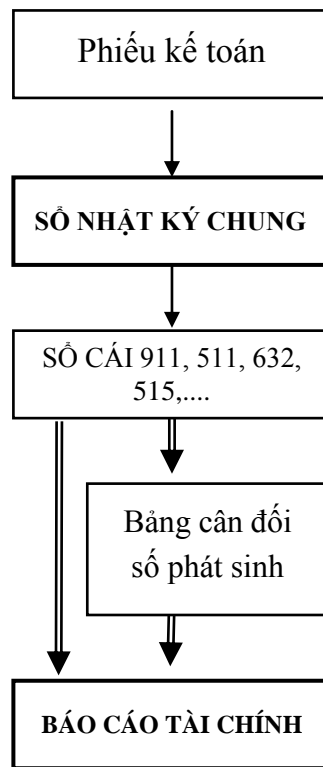 Phiếu kế toán
SỔ NHẬT KÝ CHUNG
SỔ CÁI 911, 511, 632,
515,....
Bảng cân đối
số phát sinh
BÁO CÁO TÀI CHÍNH